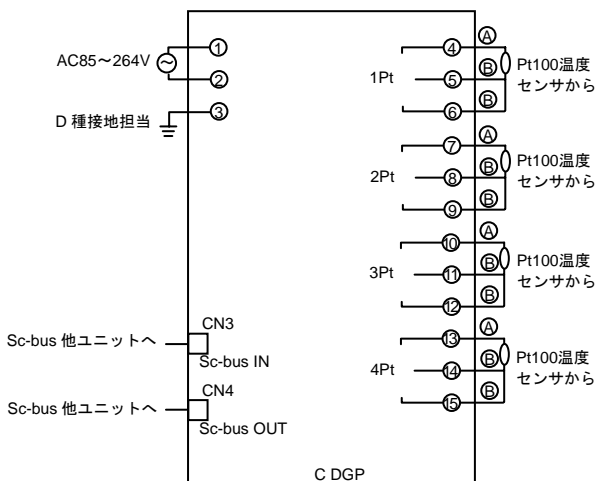 AC85～264V
①
②
D 種接地担当
③
Sc-bus 他ユニットへ
CN3
Sc-bus IN
Sc-bus 他ユニットへ
CN4
Sc-bus OUT
1Pt
④
Ⓐ
⑤
Ⓑ
⑥
Ⓑ
Pt100温度
センサから
2Pt
⑦
Ⓐ
⑧
Ⓑ
⑨
Ⓑ
Pt100温度
センサから
3Pt
⑩
Ⓐ
⑪
Ⓑ
⑫
Ⓑ
Pt100温度
センサから
4Pt
⑬
Ⓐ
⑭
Ⓑ
⑮
Ⓑ
Pt100温度
センサから
C DGP